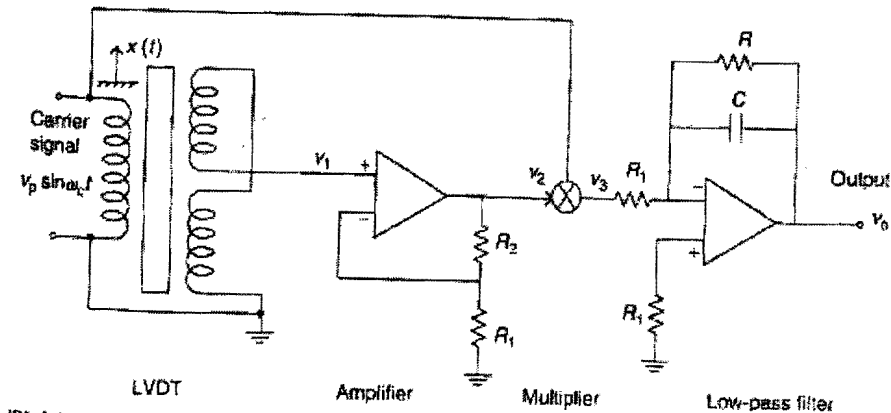 x(t)
Carrier
signal
v_p sin ω_c t
v_1
+
−
R_2
R_1
v_2
v_3
R_1
R
C
−
+
R_1
Output
v_o
LVDT
Amplifier
Multiplier
Low-pass filter